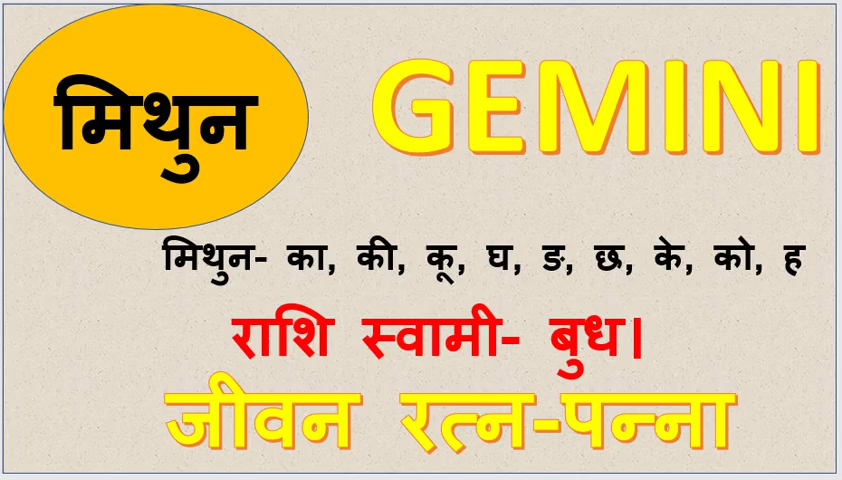 मिथुन
GEMINI
मिथुन- का, की, कू, घ, ङ, छ, के, को, ह
राशि स्वामी- बुध।
जीवन रत्न-पन्ना